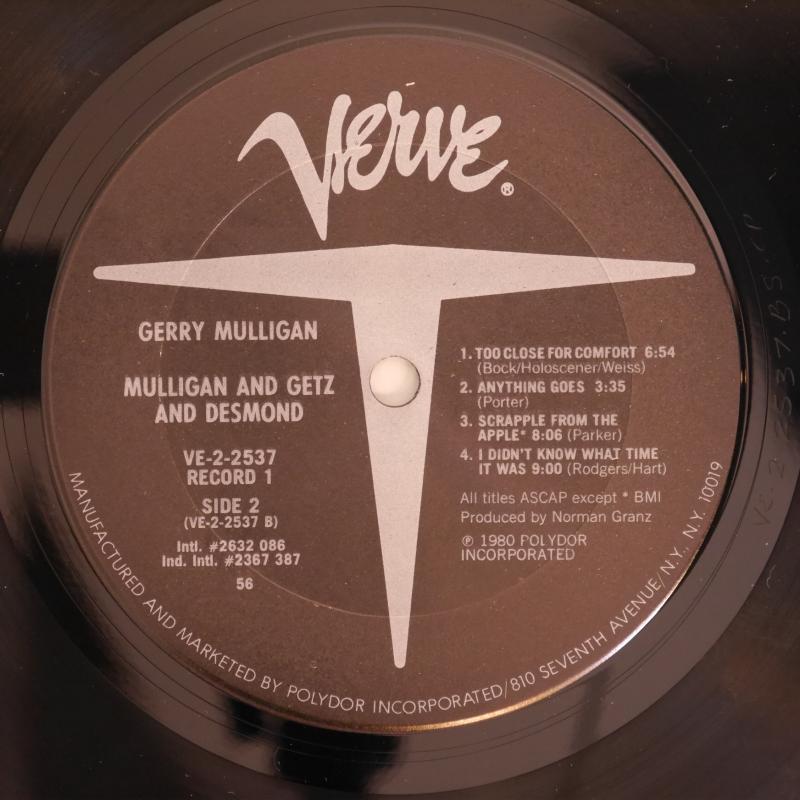 Verve®
GERRY MULLIGAN
MULLIGAN AND GETZ
AND DESMOND
VE-2-2537
RECORD 1
SIDE 2
(VE-2-2537 B)
Intl. #2632 086
Ind. Intl. #2367 387
56
1. TOO CLOSE FOR COMFORT 6:54
(Bock/Holoscener/Weiss)
2. ANYTHING GOES 3:35
(Porter)
3. SCRAPPLE FROM THE
APPLE* 8:06 (Parker)
4. I DIDN'T KNOW WHAT TIME
IT WAS 9:00 (Rodgers/Hart)
All titles ASCAP except * BMI
Produced by Norman Granz
℗ 1980 POLYDOR
INCORPORATED
MANUFACTURED AND MARKETED BY POLYDOR INCORPORATED/810 SEVENTH AVENUE/N.Y., N.Y. 10019